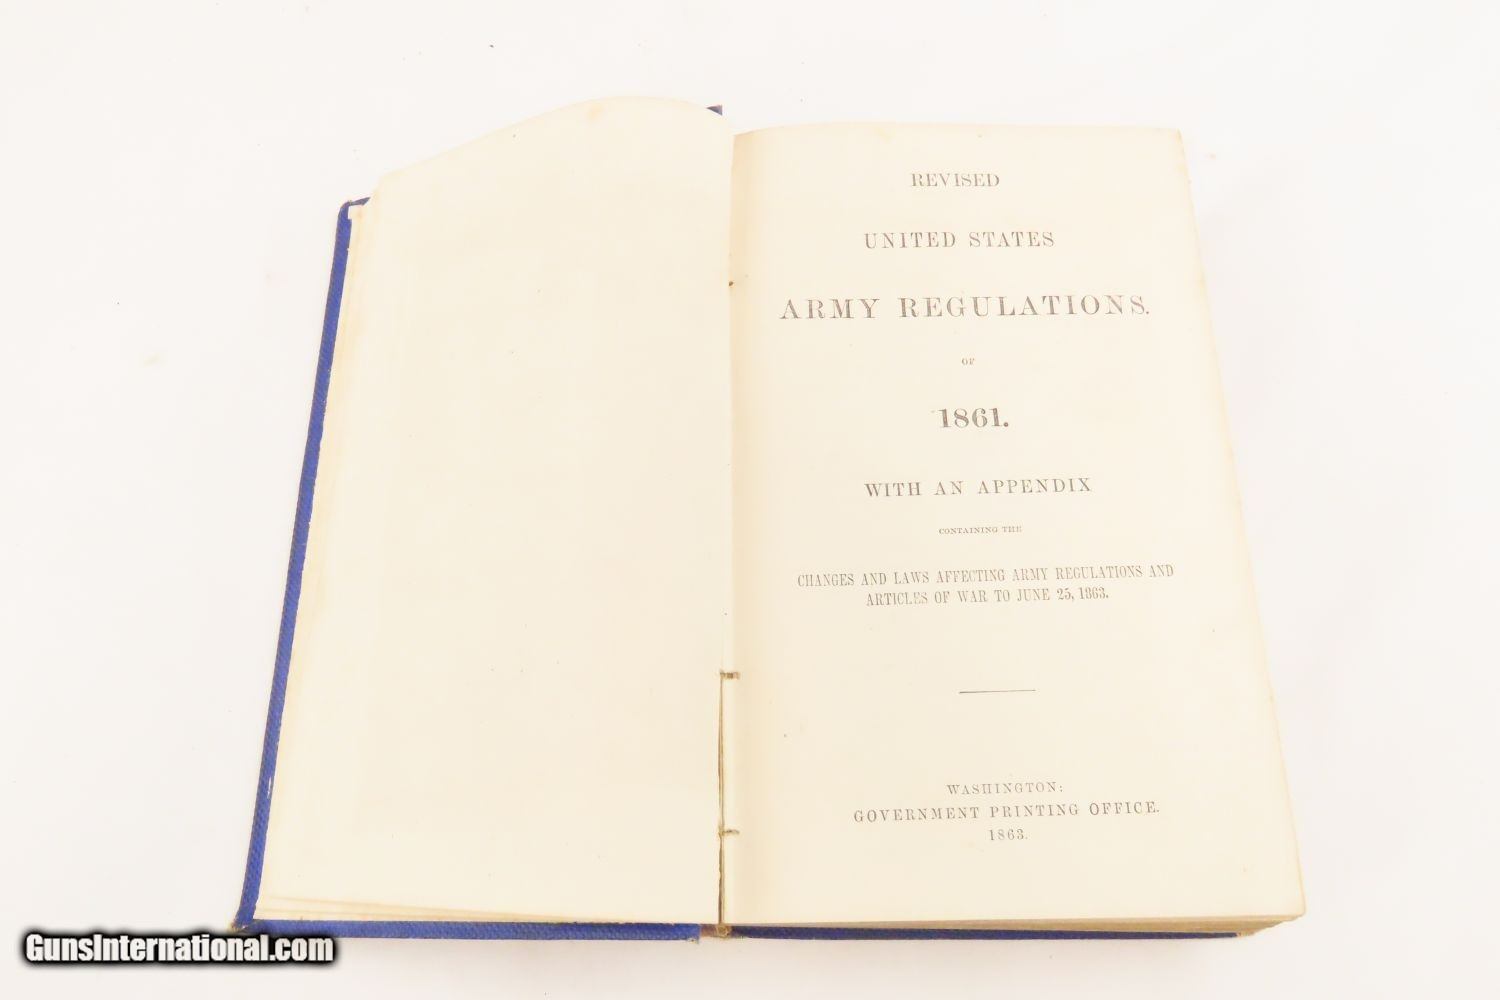 REVISED
UNITED STATES
ARMY REGULATIONS.
OF
1861.
WITH AN APPENDIX
CONTAINING THE
CHANGES AND LAWS AFFECTING ARMY REGULATIONS AND
ARTICLES OF WAR TO JUNE 25, 1863.
WASHINGTON:
GOVERNMENT PRINTING OFFICE.
1863.
GunsInternational.com